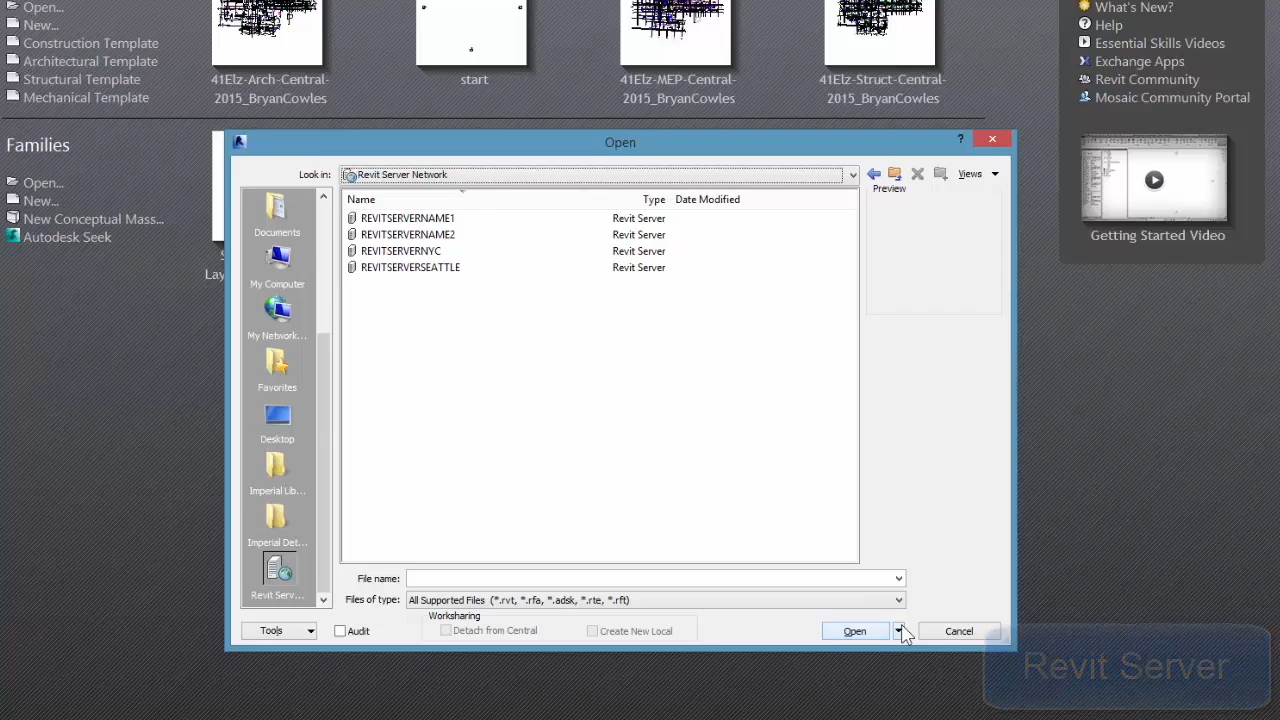 Open...
New...
Construction Template
Architectural Template
Structural Template
Mechanical Template
41Elz-Arch-Central-
2015_BryanCowles
start
41Elz-MEP-Central-
2015_BryanCowles
41Elz-Struct-Central-
2015_BryanCowles
What's New?
Help
Essential Skills Videos
Exchange Apps
Revit Community
Mosaic Community Portal
Getting Started Video
Families
Open...
New...
New Conceptual Mass...
Autodesk Seek
Open
Look in:
Revit Server Network
Views
Preview
Documents
My Computer
My Network...
Favorites
Desktop
Imperial Lib...
Imperial Det...
Revit Serv...
Name Type Date Modified
REVITSERVERNAME1 Revit Server
REVITSERVERNAME2 Revit Server
REVITSERVERNYC Revit Server
REVITSERVERSEATTLE Revit Server
File name:
Files of type: All Supported Files (*.rvt, *.rfa, *.adsk, *.rte, *.rft)
Worksharing
Tools
Audit
Detach from Central
Create New Local
Open
Cancel
Revit Server